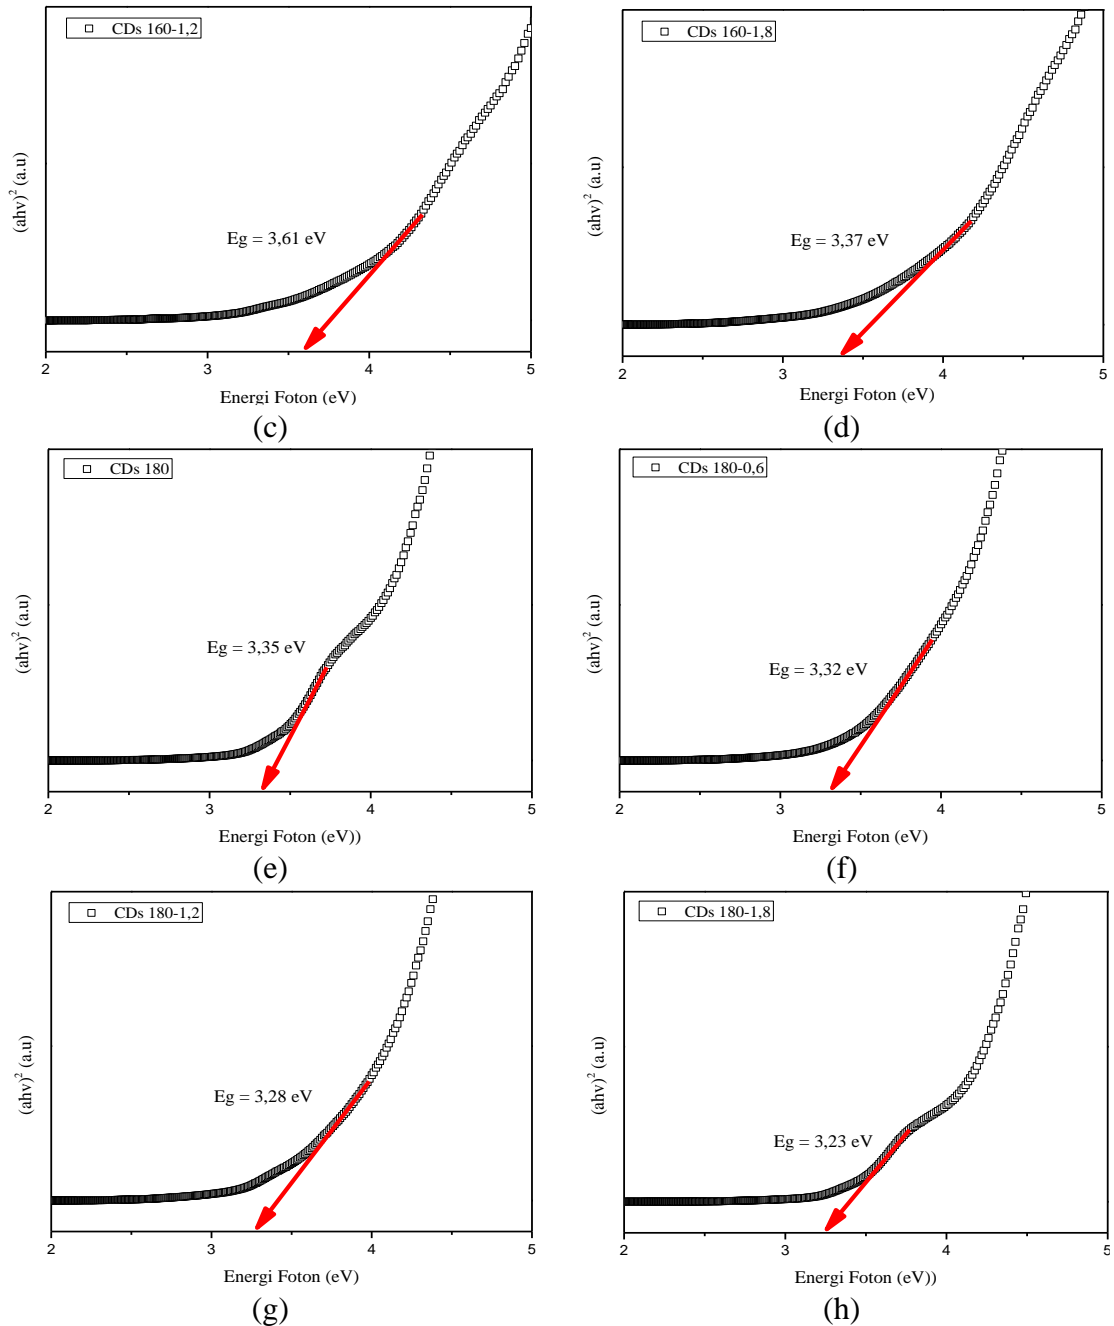 CDs 160-1,2
(ahv)² (a.u)
Eg = 3,61 eV
2 3 4 5
Energi Foton (eV)
(c)
CDs 160-1,8
(ahv)² (a.u)
Eg = 3,37 eV
2 3 4 5
Energi Foton (eV)
(d)
CDs 180
(ahv)² (a.u)
Eg = 3,35 eV
2 3 4 5
Energi Foton (eV))
(e)
CDs 180-0,6
(ahv)² (a.u)
Eg = 3,32 eV
2 3 4 5
Energi Foton (eV)
(f)
CDs 180-1,2
(ahv)² (a.u)
Eg = 3,28 eV
2 3 4 5
Energi Foton (eV)
(g)
CDs 180-1,8
(ahv)² (a.u)
Eg = 3,23 eV
2 3 4 5
Energi Foton (eV))
(h)